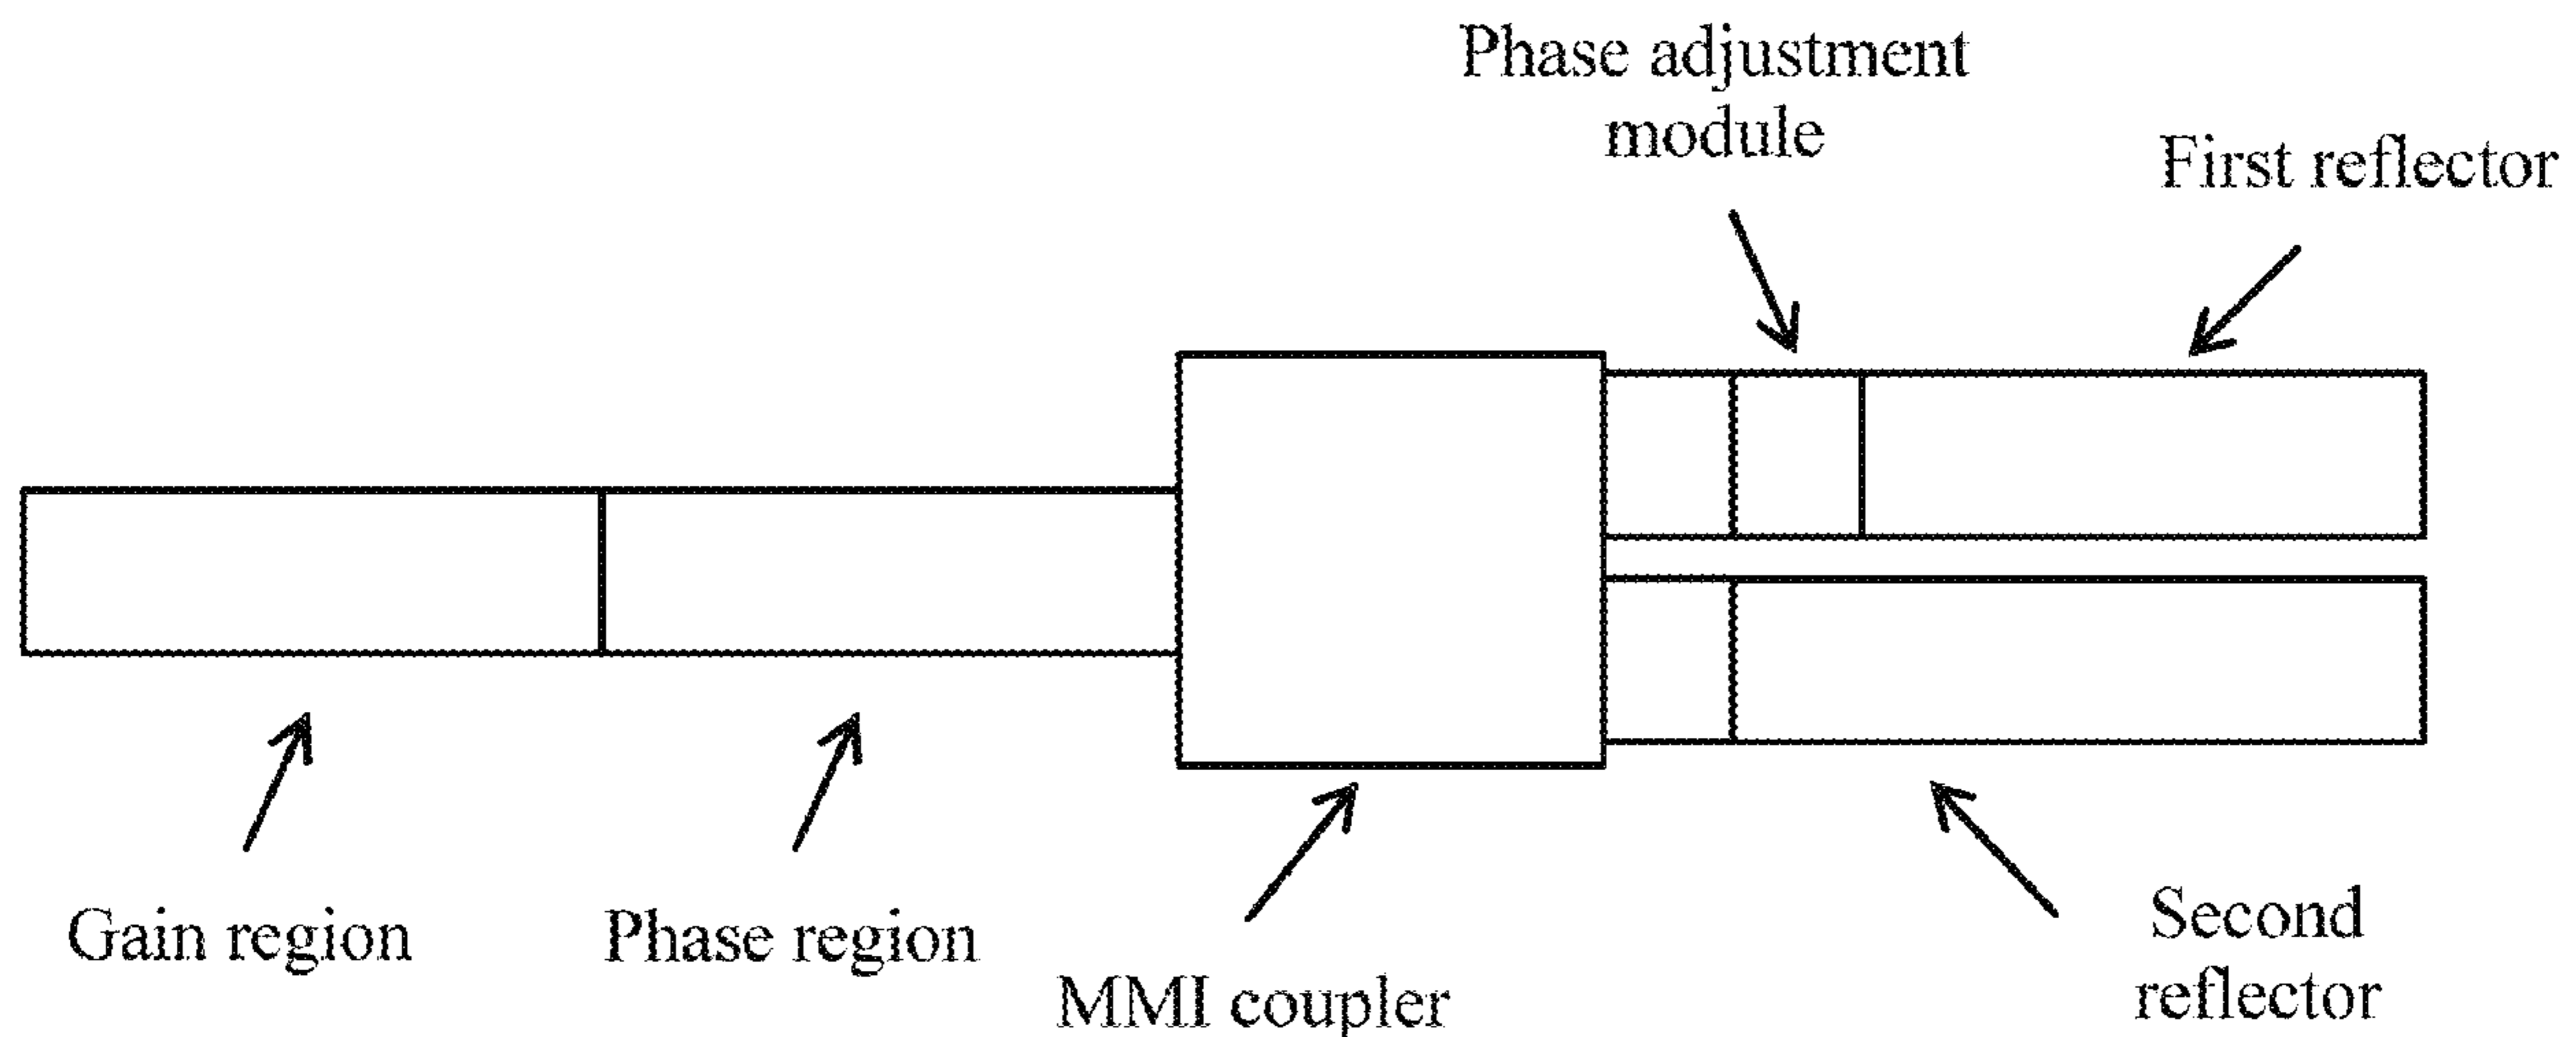 Phase adjustment
module
First reflector
Gain region
Phase region
MMI coupler
Second
reflector